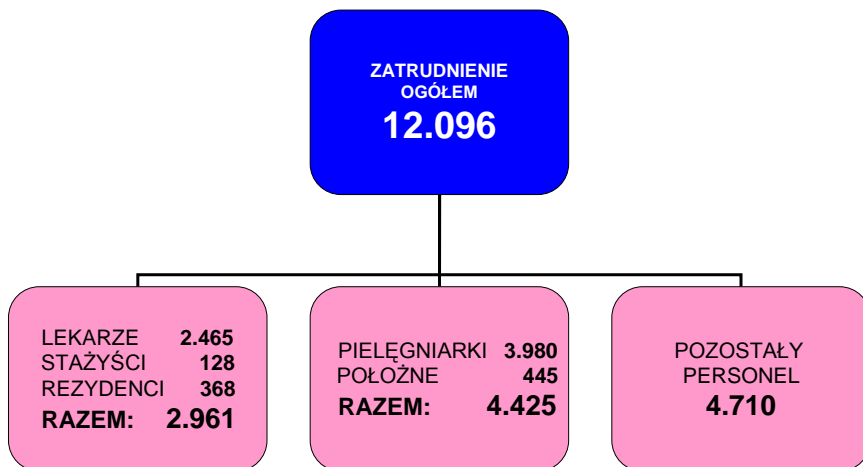 ZATRUDNIENIE
OGÓŁEM
12.096
LEKARZE 2.465
STAŻYŚCI 128
REZYDENCI 368
RAZEM: 2.961
PIELĘGNIARKI 3.980
POŁOŻNE 445
RAZEM: 4.425
POZOSTAŁY
PERSONEL
4.710